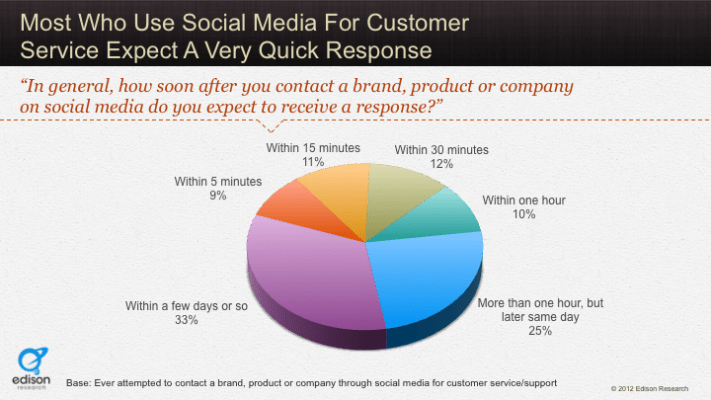 Most Who Use Social Media For Customer
Service Expect A Very Quick Response
“In general, how soon after you contact a brand, product or company
on social media do you expect to receive a response?”
Within 15 minutes
11%
Within 30 minutes
12%
Within 5 minutes
9%
Within one hour
10%
Within a few days or so
33%
More than one hour, but
later same day
25%
edison
research
Base: Ever attempted to contact a brand, product or company through social media for customer service/support
© 2012 Edison Research